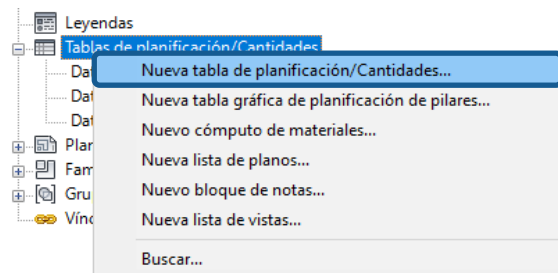 Leyendas
Tablas de planificación/Cantidades
Nueva tabla de planificación/Cantidades...
Nueva tabla gráfica de planificación de pilares...
Nuevo cómputo de materiales...
Nueva lista de planos...
Nuevo bloque de notas...
Nueva lista de vistas...
Buscar...